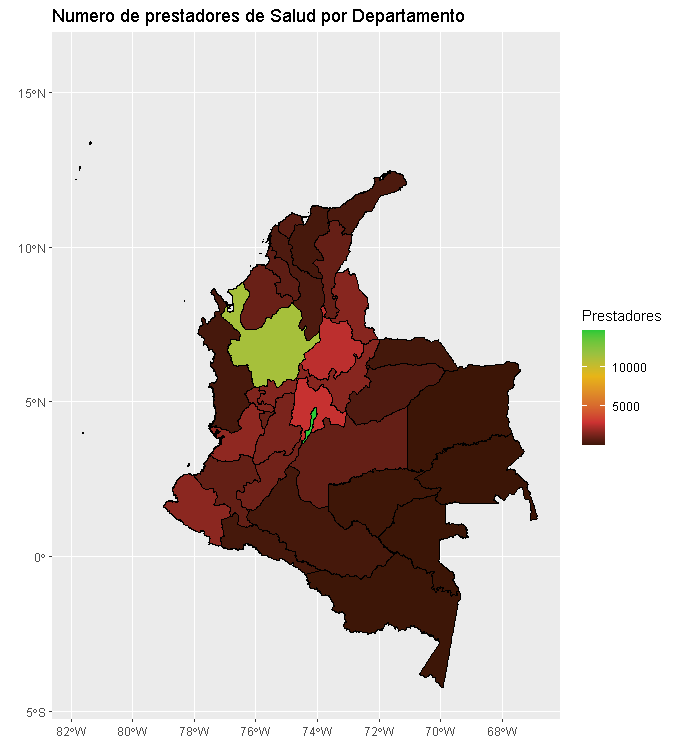 Numero de prestadores de Salud por Departamento
15°N
10°N
5°N
0°
5°S
82°W 80°W 78°W 76°W 74°W 72°W 70°W 68°W
Prestadores
10000
5000